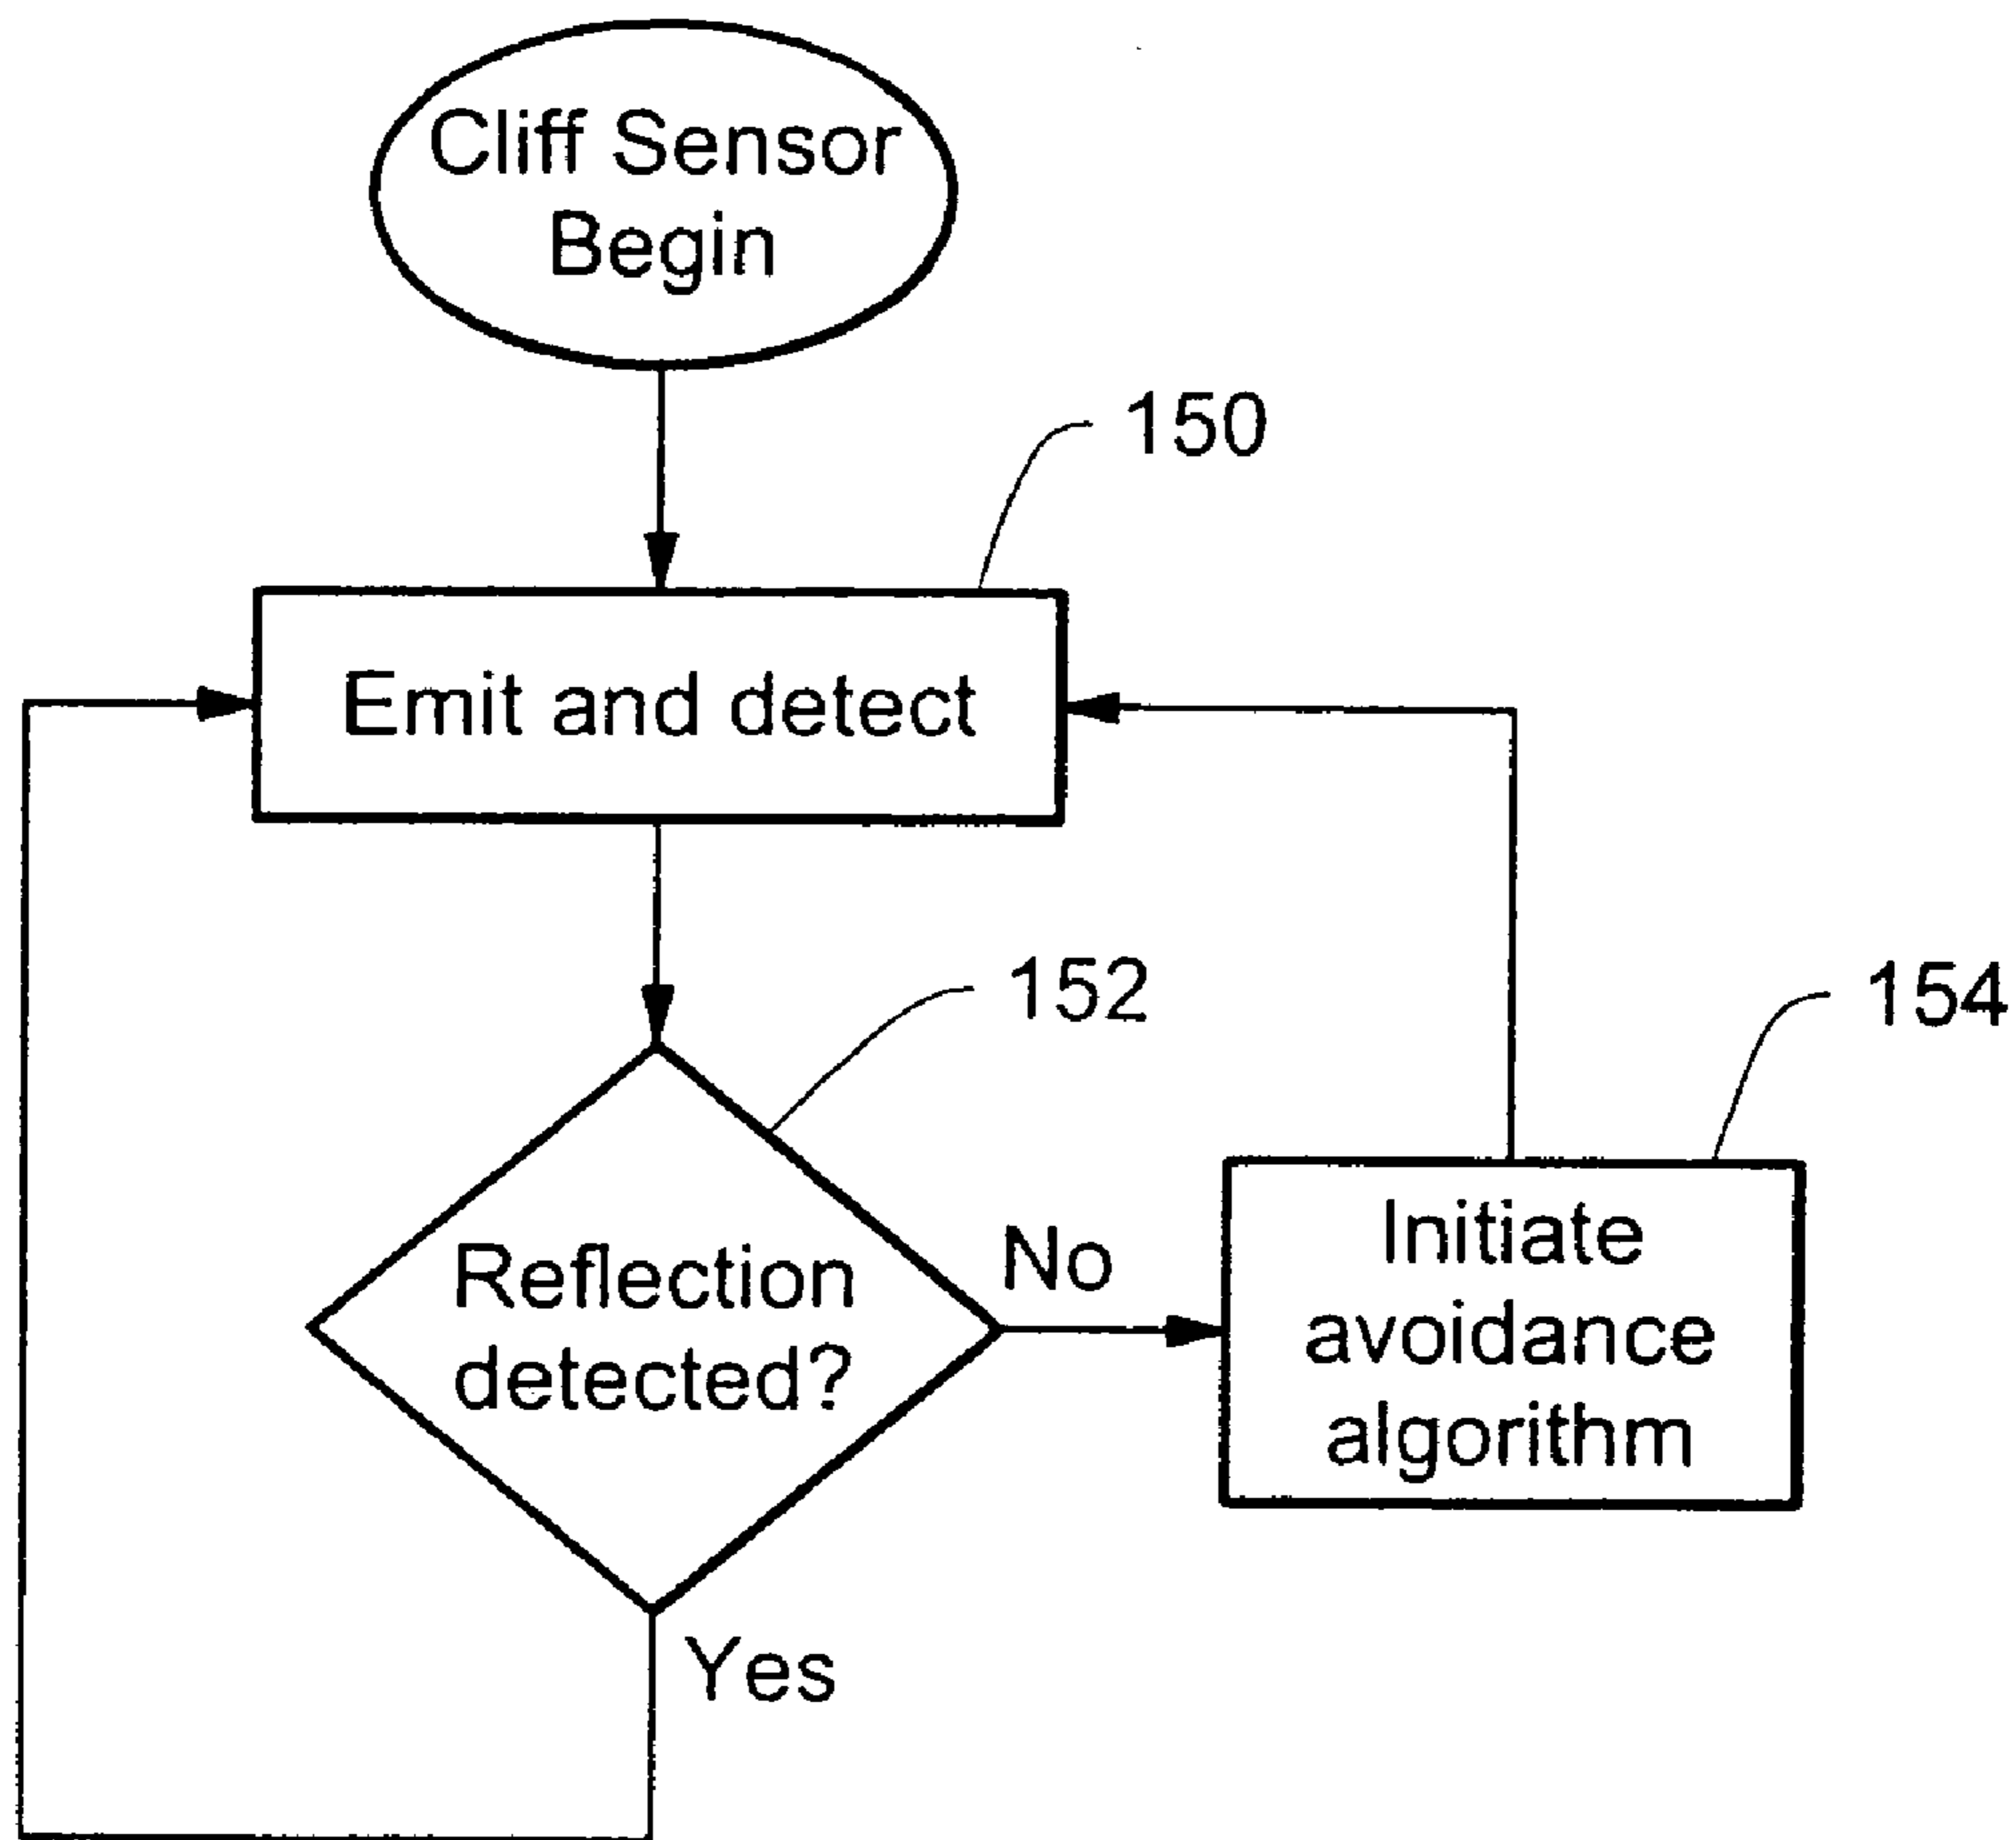 Cliff Sensor
Begin
150
Emit and detect
152
154
Reflection
detected?
No
Initiate
avoidance
algorithm
Yes